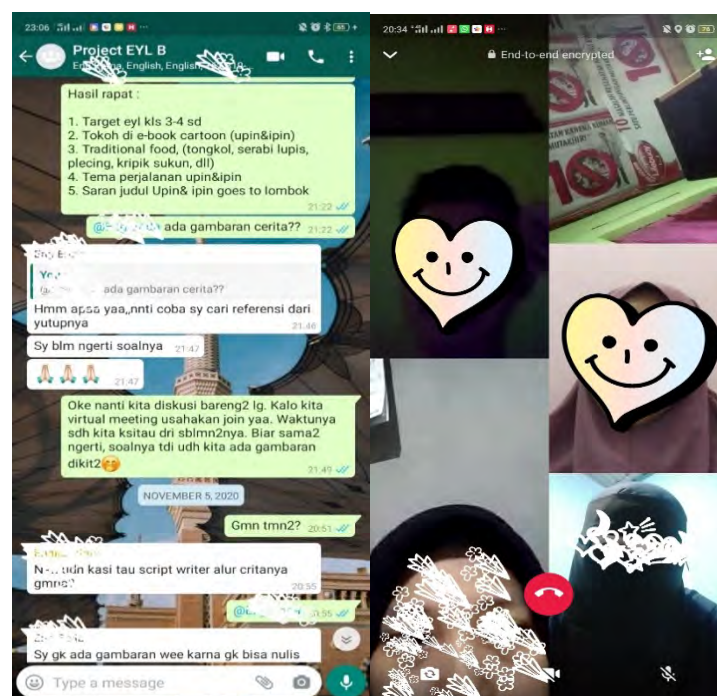 23:06
20:34
Project EYL B
English,
End-to-end encrypted
Hasil rapat :
1. Target eyl kls 3-4 sd
2. Tokoh di e-book cartoon (upin&ipin)
3. Traditional food, (tongkol, serabi lupis,
plecing, kripik sukun, dll)
4. Tema perjalanan upin&ipin
5. Saran judul Upin& ipin goes to lombok
21:22
ada gambaran cerita?? 21:22
ada gambaran cerita??
Hmm apaa yaa,,nnti coba sy cari referensi dari
yutupnya
21.46
Sy blm ngerti soalnya 21:47
21:47
Oke nanti kita diskusi bareng2 lg. Kalo kita
virtual meeting usahakan join yaa. Waktunya
sdh kita ksitau dri sblmn2nya. Biar sama2
ngerti, soalnya tdi udh kita ada gambaran
dikit2
21.49
NOVEMBER 5, 2020
Gmn tmn2? 20:51
udn kasi tau script writer alur critanya
20:55
20:55
Sy gk ada gambaran wee karna gk bisa nulis
Type a message